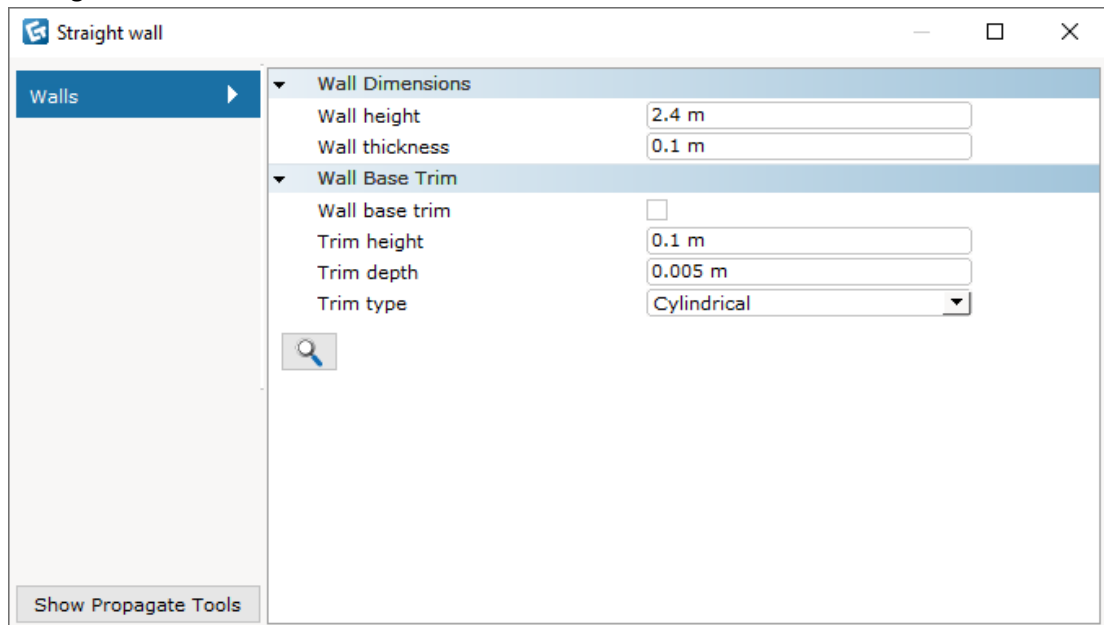 Straight wall
Walls
Wall Dimensions
Wall height 2.4 m
Wall thickness 0.1 m
Wall Base Trim
Wall base trim
Trim height 0.1 m
Trim depth 0.005 m
Trim type Cylindrical
Show Propagate Tools